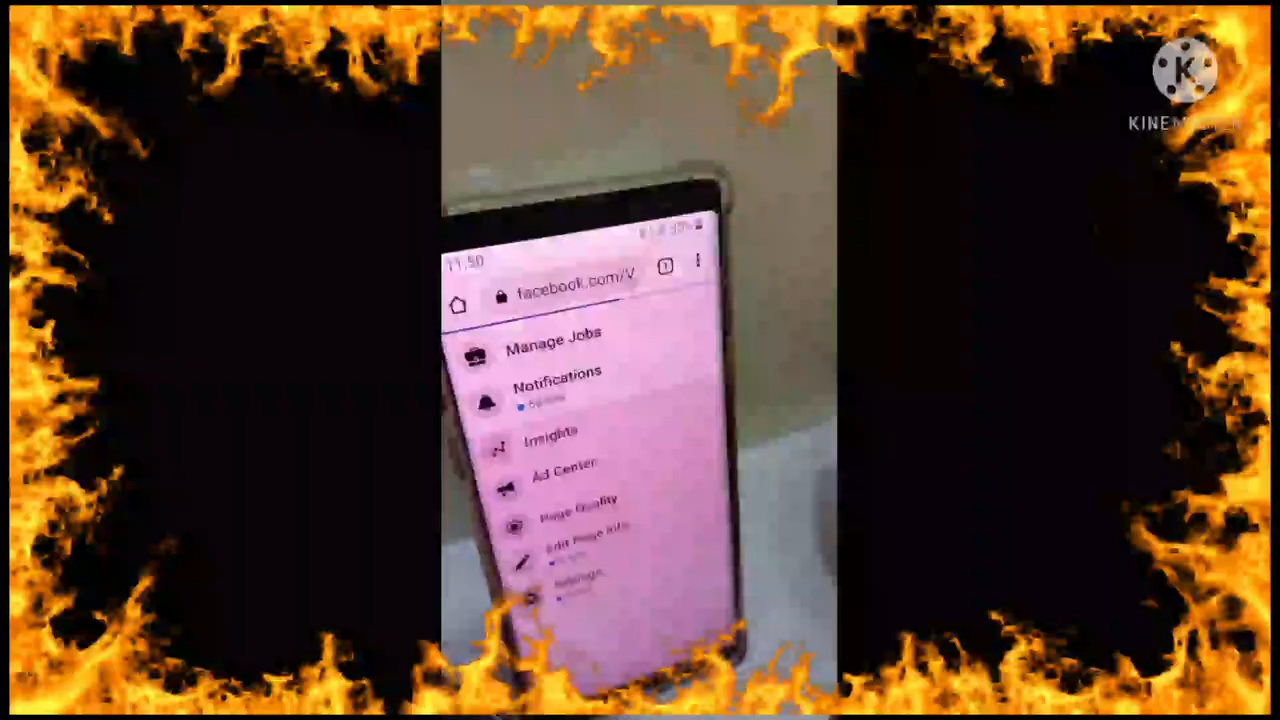 KINEMASTER
11:50
facebook.com/V
Manage Jobs
Notifications
Insights
Ad Center
Page Quality
Edit Page Info
Settings